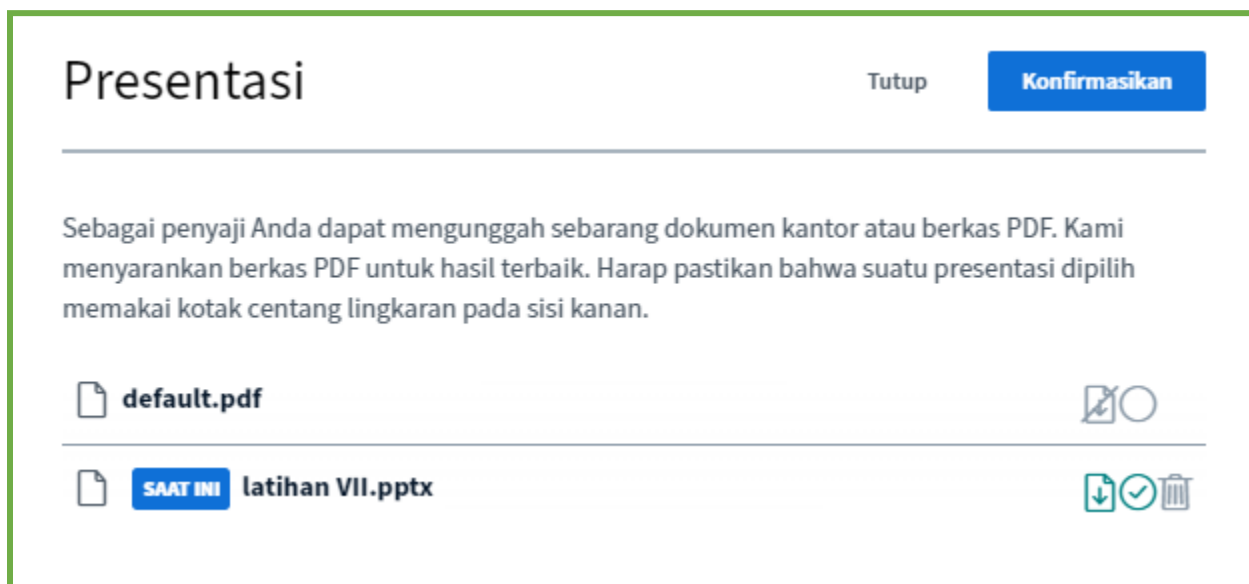 Presentasi
Tutup
Konfirmasikan
Sebagai penyaji Anda dapat mengunggah sebarang dokumen kantor atau berkas PDF. Kami
menyarankan berkas PDF untuk hasil terbaik. Harap pastikan bahwa suatu presentasi dipilih
memakai kotak centang lingkaran pada sisi kanan.
default.pdf
SAAT INI latihan VII.pptx